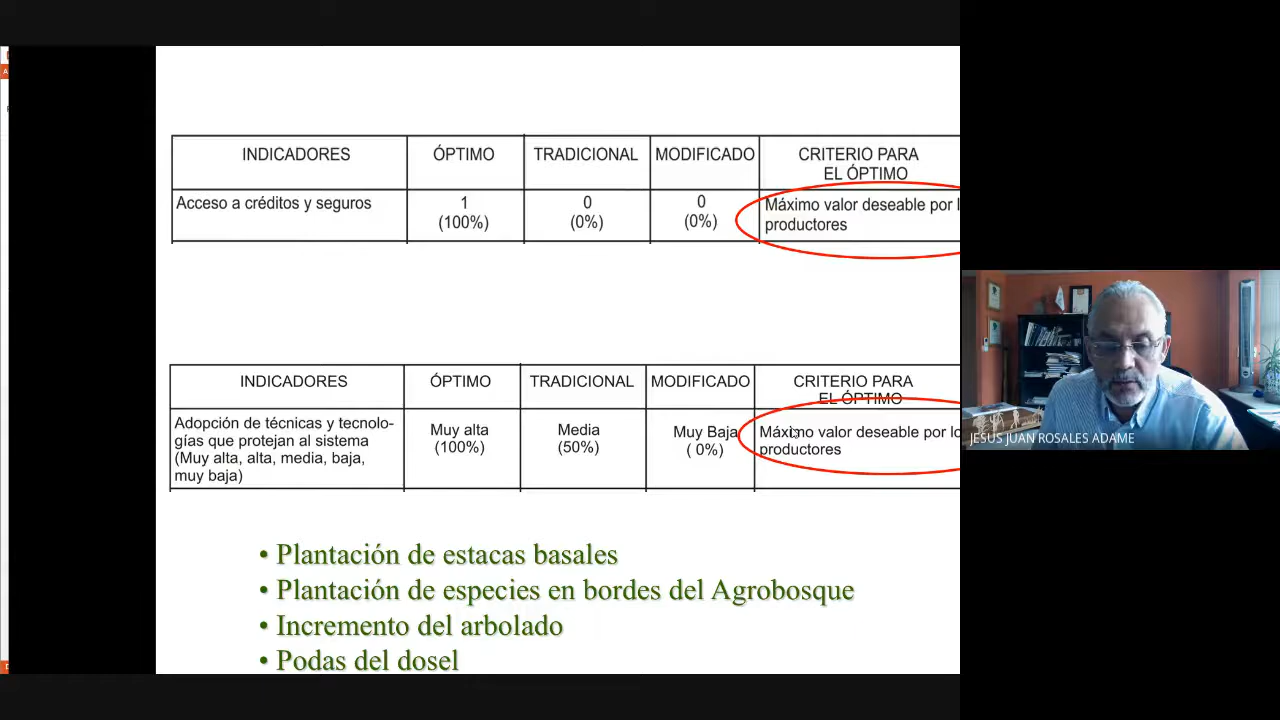 INDICADORES ÓPTIMO TRADICIONAL MODIFICADO CRITERIO PARA
EL ÓPTIMO
Acceso a créditos y seguros 1 0 0 Máximo valor deseable por
(100%) (0%) (0%) productores
INDICADORES ÓPTIMO TRADICIONAL MODIFICADO CRITERIO PARA
EL ÓPTIMO
Adopción de técnicas y tecnolo- Muy alta Media Muy Baja Máximo valor deseable por
gías que protejan al sistema (100%) (50%) ( 0%) productores
(Muy alta, alta, media, baja,
muy baja)
• Plantación de estacas basales
• Plantación de especies en bordes del Agrobosque
• Incremento del arbolado
• Podas del dosel
JESUS JUAN ROSALES ADAME